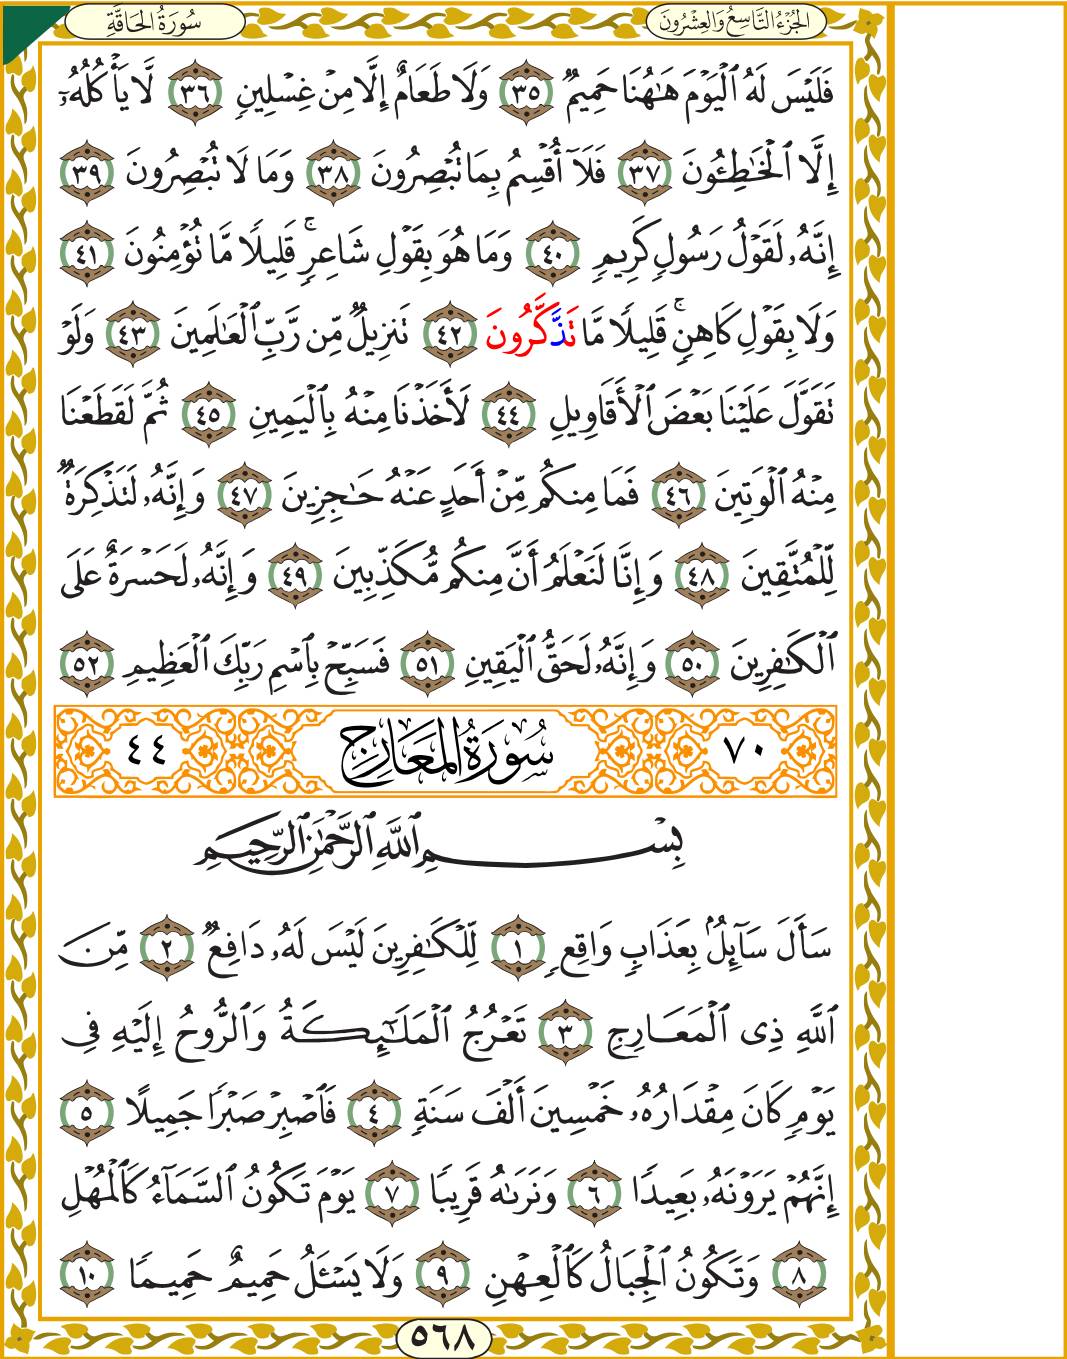 الجُزْءُ التَّاسِعُ وَالعِشْرُونَ
سُورَةُ الحَاقَّةِ
فَلَيْسَ لَهُ ٱلْيَوْمَ هَٰهُنَا حَمِيمٌ ٣٥ وَلَا طَعَامٌ إِلَّا مِنْ غِسْلِينٍ ٣٦ لَّا يَأْكُلُهُۥٓ
إِلَّا ٱلْخَٰطِـُٔونَ ٣٧ فَلَآ أُقْسِمُ بِمَا تُبْصِرُونَ ٣٨ وَمَا لَا تُبْصِرُونَ ٣٩
إِنَّهُۥ لَقَوْلُ رَسُولٍ كَرِيمٍ ٤٠ وَمَا هُوَ بِقَوْلِ شَاعِرٍ ۚ قَلِيلًا مَّا تُؤْمِنُونَ ٤١
وَلَا بِقَوْلِ كَاهِنٍ ۚ قَلِيلًا مَّا تَذَّكَّرُونَ ٤٢ تَنزِيلٌ مِّن رَّبِّ ٱلْعَٰلَمِينَ ٤٣ وَلَوْ
تَقَوَّلَ عَلَيْنَا بَعْضَ ٱلْأَقَاوِيلِ ٤٤ لَأَخَذْنَا مِنْهُ بِٱلْيَمِينِ ٤٥ ثُمَّ لَقَطَعْنَا
مِنْهُ ٱلْوَتِينَ ٤٦ فَمَا مِنكُم مِّنْ أَحَدٍ عَنْهُ حَٰجِزِينَ ٤٧ وَإِنَّهُۥ لَتَذْكِرَةٌ
لِّلْمُتَّقِينَ ٤٨ وَإِنَّا لَنَعْلَمُ أَنَّ مِنكُم مُّكَذِّبِينَ ٤٩ وَإِنَّهُۥ لَحَسْرَةٌ عَلَى
ٱلْكَٰفِرِينَ ٥٠ وَإِنَّهُۥ لَحَقُّ ٱلْيَقِينِ ٥١ فَسَبِّحْ بِٱسْمِ رَبِّكَ ٱلْعَظِيمِ ٥٢
٧٠ سُورَةُ المَعَارِجِ ٤٤
بِسْمِ ٱللَّهِ ٱلرَّحْمَٰنِ ٱلرَّحِيمِ
سَأَلَ سَآئِلٌۢ بِعَذَابٍ وَاقِعٍ ١ لِّلْكَٰفِرِينَ لَيْسَ لَهُۥ دَافِعٌ ٢ مِّنَ
ٱللَّهِ ذِى ٱلْمَعَارِجِ ٣ تَعْرُجُ ٱلْمَلَٰٓئِكَةُ وَٱلرُّوحُ إِلَيْهِ فِى
يَوْمٍ كَانَ مِقْدَارُهُۥ خَمْسِينَ أَلْفَ سَنَةٍ ٤ فَٱصْبِرْ صَبْرًا جَمِيلًا ٥
إِنَّهُمْ يَرَوْنَهُۥ بَعِيدًا ٦ وَنَرَىٰهُ قَرِيبًا ٧ يَوْمَ تَكُونُ ٱلسَّمَآءُ كَٱلْمُهْلِ
٨ وَتَكُونُ ٱلْجِبَالُ كَٱلْعِهْنِ ٩ وَلَا يَسْـَٔلُ حَمِيمٌ حَمِيمًا ١٠
٥٦٨